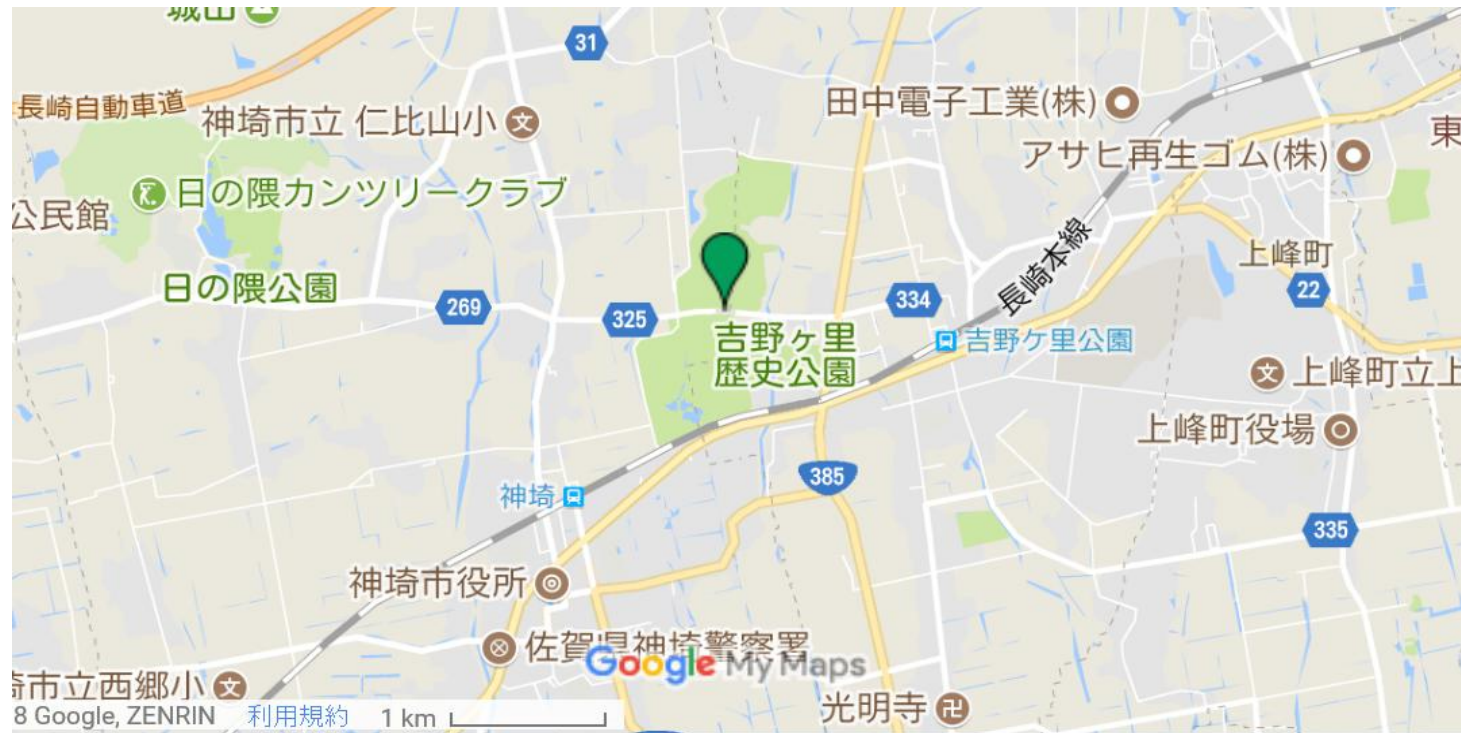 城山
31
長崎自動車道
神埼市立 仁比山小
田中電子工業(株)
アサヒ再生ゴム(株)
東
日の隈カンツリークラブ
公民館
長崎本線
上峰町
日の隈公園
269
325
334
22
吉野ヶ里
歴史公園
吉野ケ里公園
上峰町立上
上峰町役場
385
神埼
335
神埼市役所
佐賀県神埼警察署
Google My Maps
市立西郷小
光明寺
8 Google, ZENRIN 利用規約 1 km